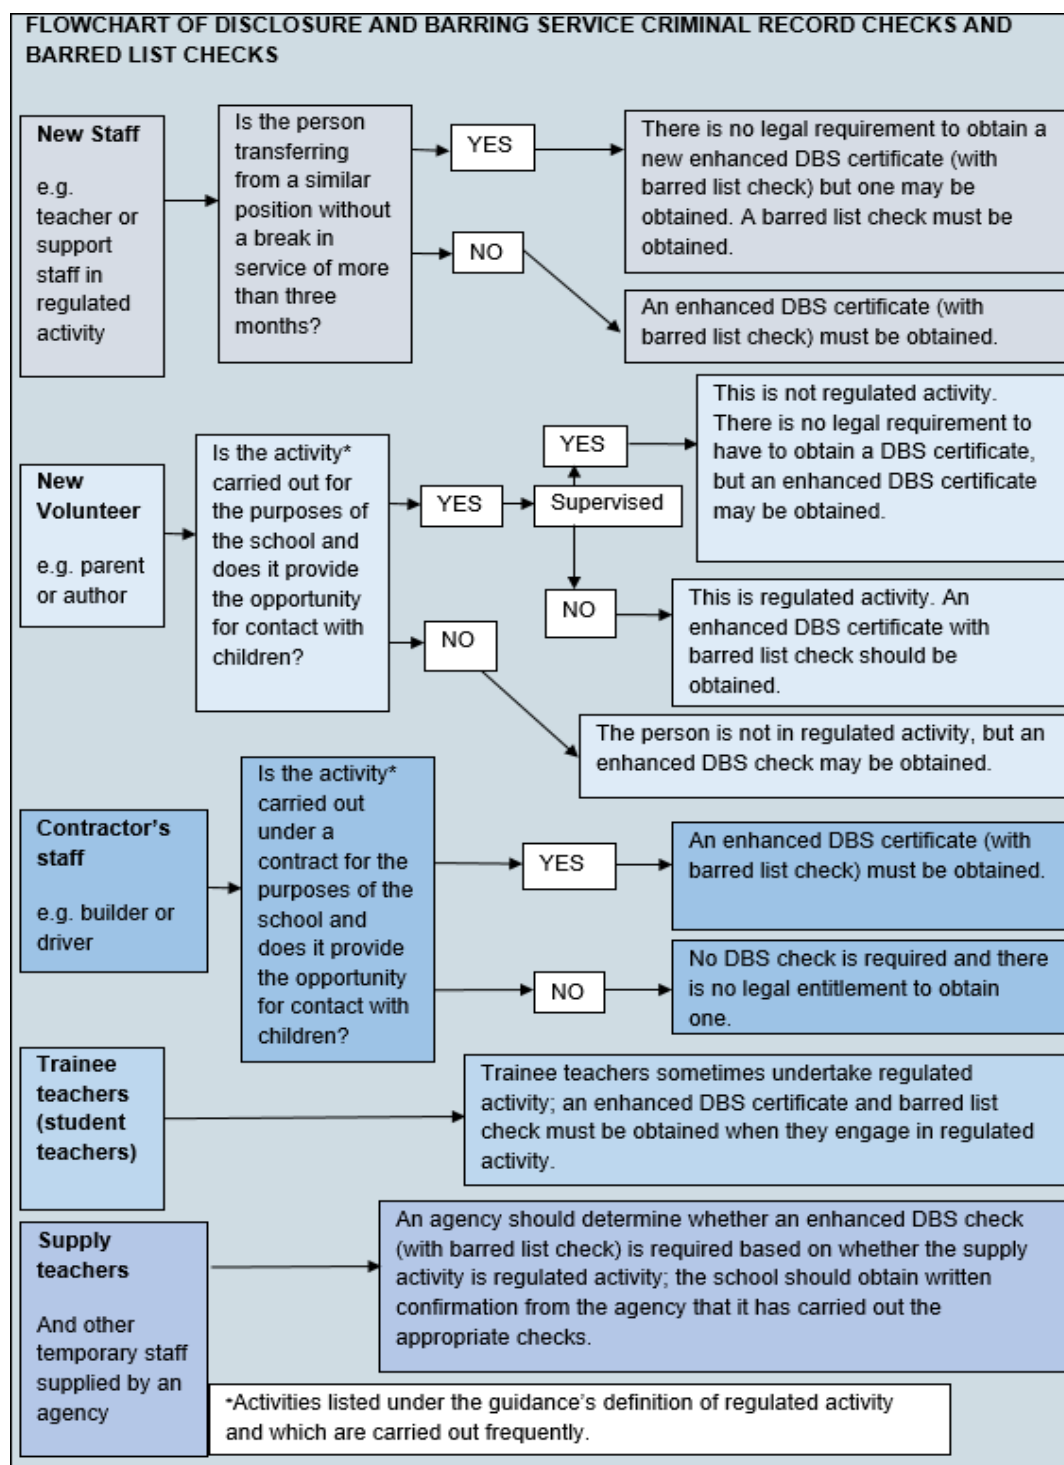 FLOWCHART OF DISCLOSURE AND BARRING SERVICE CRIMINAL RECORD CHECKS AND
BARRED LIST CHECKS
New Staff
e.g.
teacher or
support
staff in
regulated
activity
Is the person
transferring
from a similar
position without
a break in
service of more
than three
months?
YES
There is no legal requirement to obtain a
new enhanced DBS certificate (with
barred list check) but one may be
obtained. A barred list check must be
obtained.
NO
An enhanced DBS certificate (with
barred list check) must be obtained.
New
Volunteer
e.g. parent
or author
Is the activity*
carried out for
the purposes of
the school and
does it provide
the opportunity
for contact with
children?
YES
Supervised
YES
This is not regulated activity.
There is no legal requirement to
have to obtain a DBS certificate,
but an enhanced DBS certificate
may be obtained.
NO
This is regulated activity. An
enhanced DBS certificate with
barred list check should be
obtained.
NO
The person is not in regulated activity, but an
enhanced DBS check may be obtained.
Contractor's
staff
e.g. builder or
driver
Is the activity*
carried out
under a
contract for the
purposes of the
school and
does it provide
the opportunity
for contact with
children?
YES
An enhanced DBS certificate (with
barred list check) must be obtained.
NO
No DBS check is required and there
is no legal entitlement to obtain
one.
Trainee
teachers
(student
teachers)
Trainee teachers sometimes undertake regulated
activity; an enhanced DBS certificate and barred list
check must be obtained when they engage in regulated
activity.
Supply
teachers
And other
temporary staff
supplied by an
agency
An agency should determine whether an enhanced DBS check
(with barred list check) is required based on whether the supply
activity is regulated activity; the school should obtain written
confirmation from the agency that it has carried out the
appropriate checks.
*Activities listed under the guidance's definition of regulated activity
and which are carried out frequently.